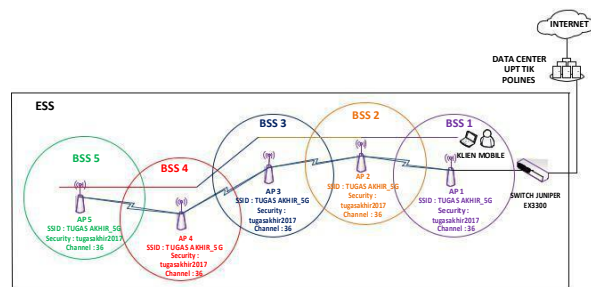 INTERNET
DATA CENTER
UPT TIK
POLINES
ESS
BSS 5
BSS 4
BSS 3
BSS 2
BSS 1
KLIEN MOBILE
SWITCH JUNIPER
EX3300
AP 5
SSID : TUGAS AKHIR_5G
Security : tugasakhir2017
Channel : 36
AP 4
SSID : TUGAS AKHIR_5G
Security :
tugasakhir2017
Channel : 36
AP 3
SSID : TUGAS AKHIR_5G
Security :
tugasakhir2017
Channel : 36
AP 2
SSID : TUGAS AKHIR_5G
Security :
tugasakhir2017
Channel : 36
AP 1
SSID : TUGAS AKHIR_5G
Security :
tugasakhir2017
Channel : 36